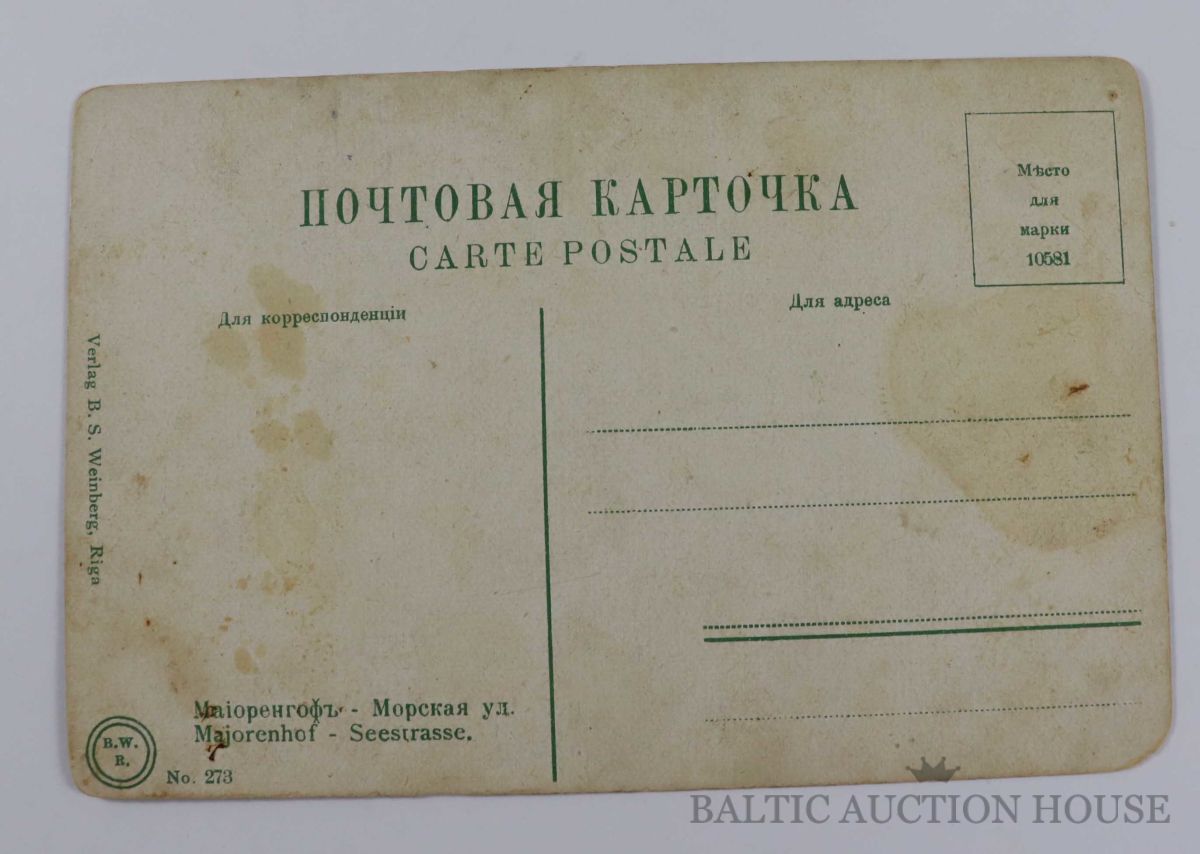 ПОЧТОВАЯ КАРТОЧКА
CARTE POSTALE
Мѣсто
для
марки
10581
Для корреспонденціи
Для адреса
Verlag B. S. Weinberg, Riga
Маіоренгофъ - Морская ул.
Majorenhof - Seestrasse.
B.W.
R.
No. 273
BALTIC AUCTION HOUSE